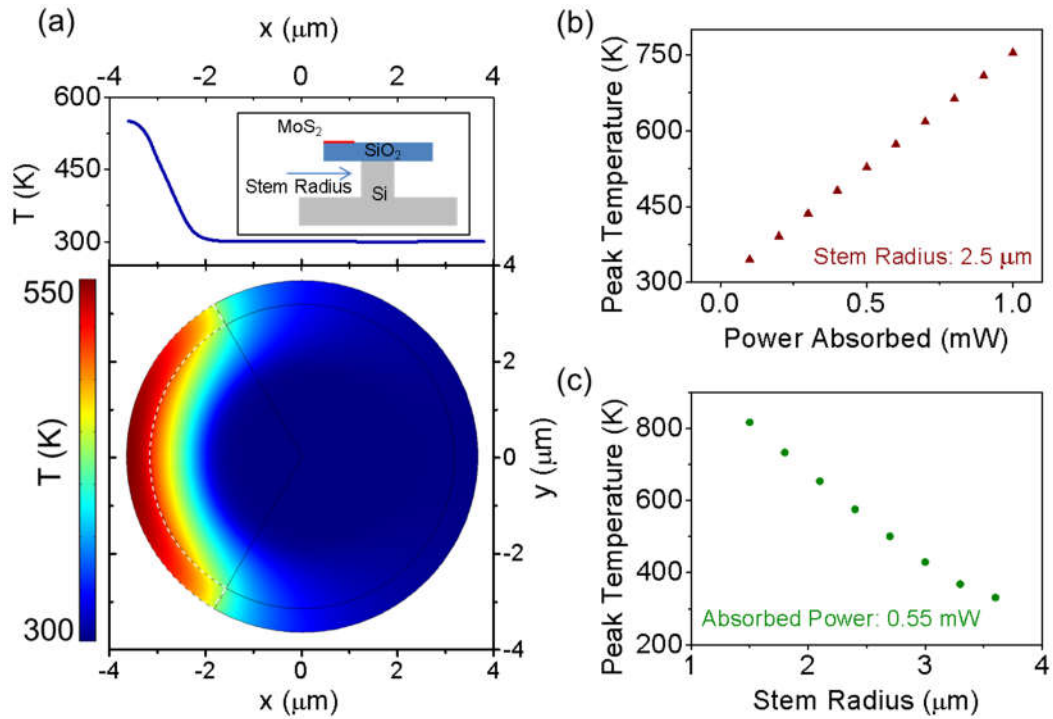 (a)
x (μm)
-4 -2 0 2 4
600
450
300
T (K)
MoS2
SiO2
Stem Radius
Si
550
300
T (K)
4
2
0
-2
-4
y (μm)
-4 -2 0 2 4
x (μm)
(b)
Peak Temperature (K)
750
600
450
300
Stem Radius: 2.5 μm
0.0 0.5 1.0
Power Absorbed (mW)
(c)
Peak Temperature (K)
800
600
400
200
Absorbed Power: 0.55 mW
1 2 3 4
Stem Radius (μm)